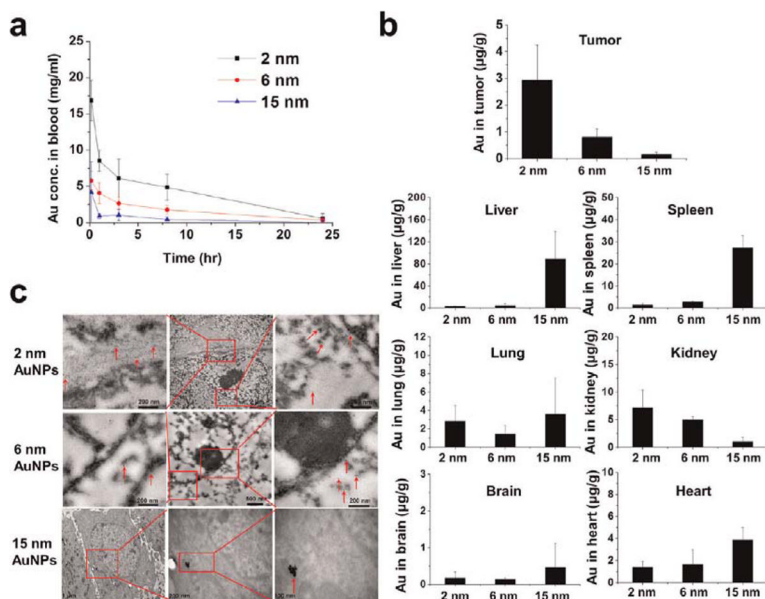 a
Au conc. in blood (mg/ml)
25
20
15
10
5
0
0 5 10 15 20 25
Time (hr)
2 nm
6 nm
15 nm
b
Tumor
Au in tumor (µg/g)
5
4
3
2
1
0
2 nm 6 nm 15 nm
Liver
Au in liver (µg/g)
200
160
120
80
40
0
2 nm 6 nm 15 nm
Spleen
Au in spleen (µg/g)
50
40
30
20
10
0
2 nm 6 nm 15 nm
Lung
Au in lung (µg/g)
12
10
8
6
4
2
0
2 nm 6 nm 15 nm
Kidney
Au in kidney (µg/g)
20
15
10
5
0
2 nm 6 nm 15 nm
Brain
Au in brain (µg/g)
4
3
2
1
0
2 nm 6 nm 15 nm
Heart
Au in heart (µg/g)
10
8
6
4
2
0
2 nm 6 nm 15 nm
c
2 nm
AuNPs
200 nm
6 nm
AuNPs
200 nm
500 nm
200 nm
15 nm
AuNPs